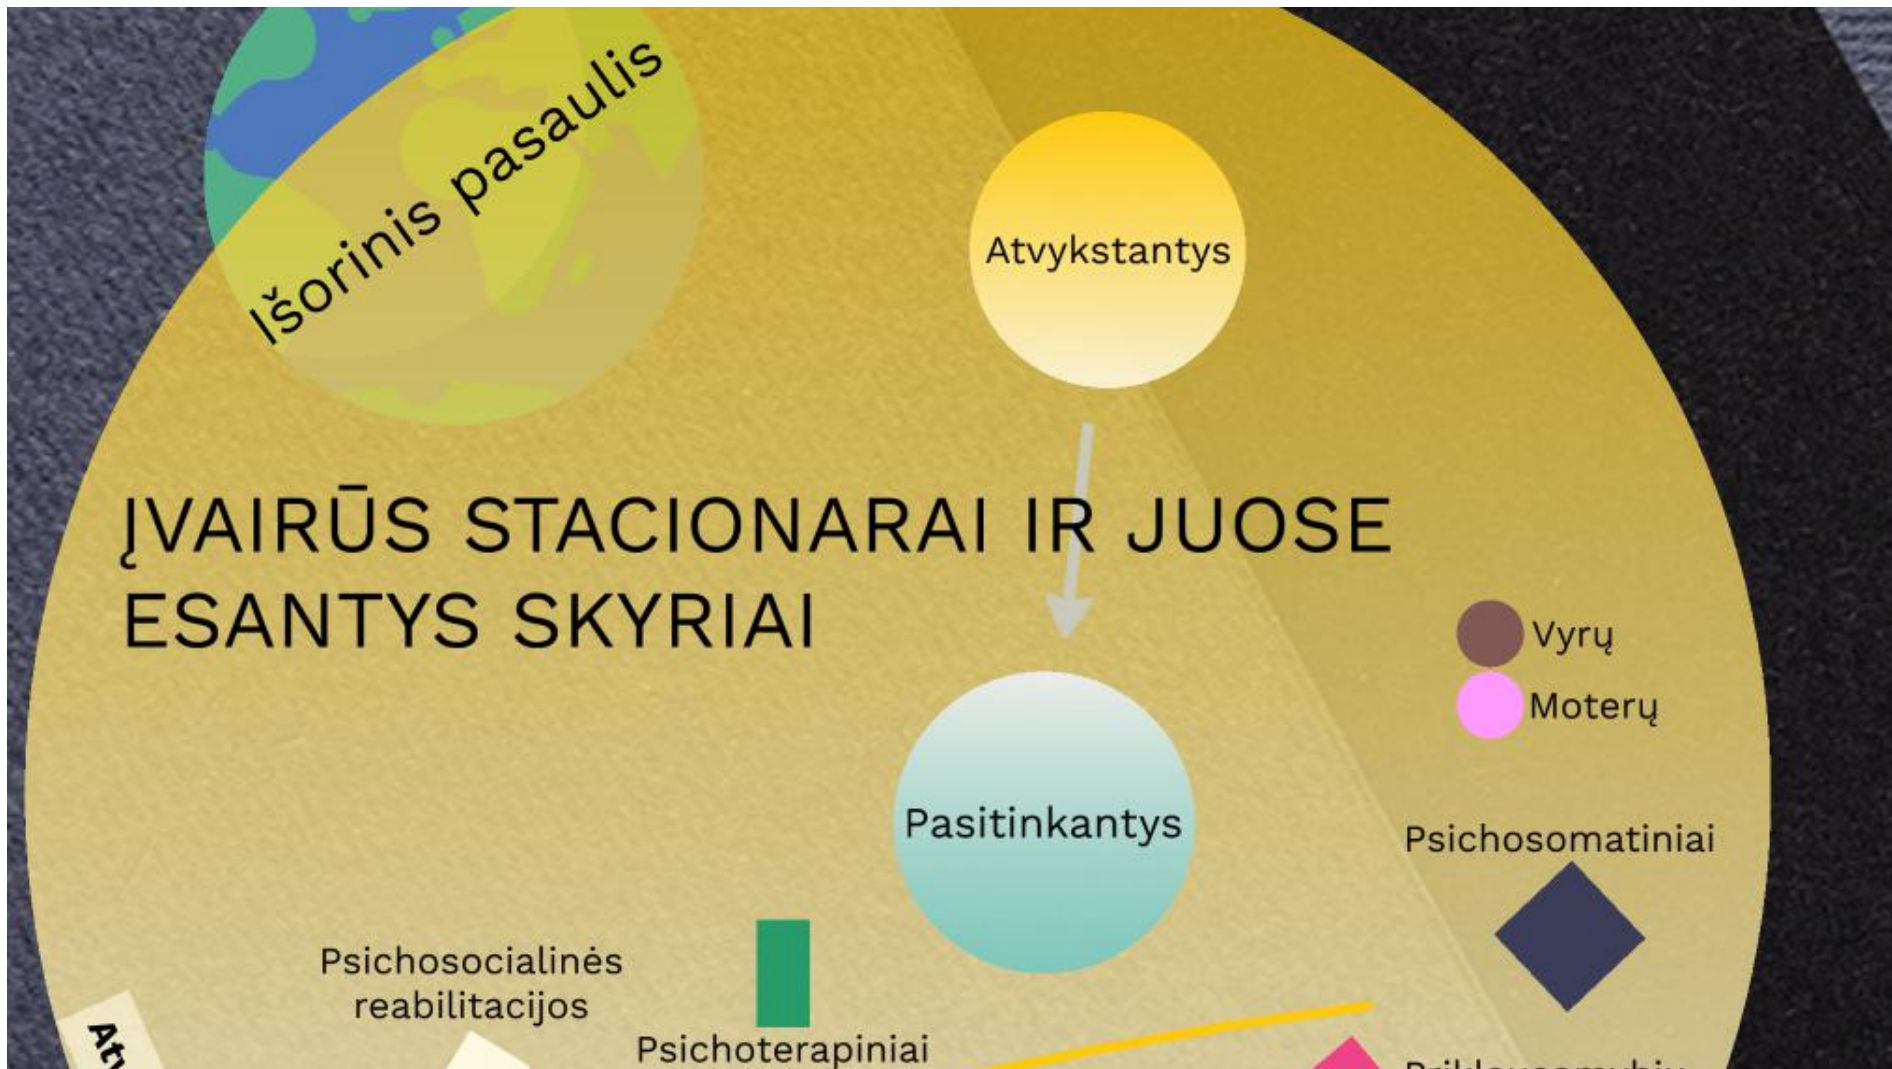 Išorinis pasaulis
Atvykstantys
ĮVAIRŪS STACIONARAI IR JUOSE
ESANTYS SKYRIAI
Vyrų
Moterų
Pasitinkantys
Psichosomatiniai
Psichosocialinės
reabilitacijos
Psichoterapiniai